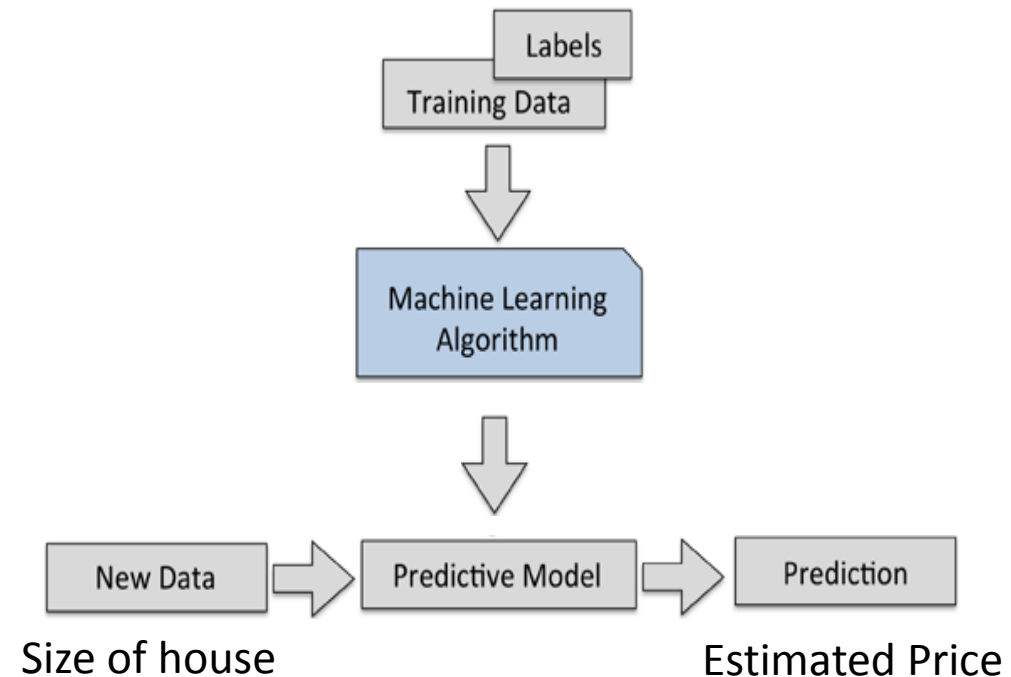 Labels
Training Data
Machine Learning
Algorithm
New Data
Predictive Model
Prediction
Size of house
Estimated Price